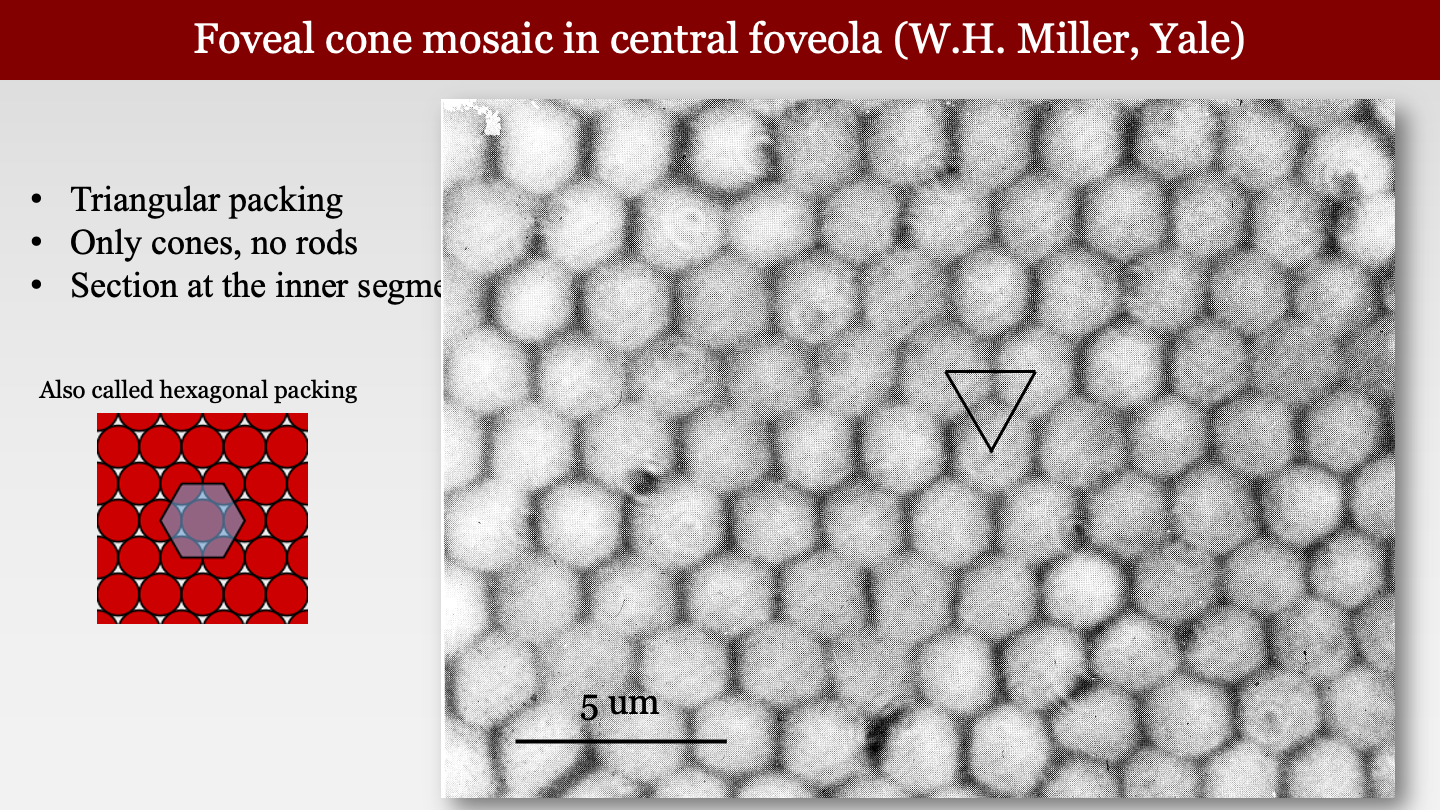 Foveal cone mosaic in central foveola (W.H. Miller, Yale)
• Triangular packing
• Only cones, no rods
• Section at the inner segme
Also called hexagonal packing
5 um